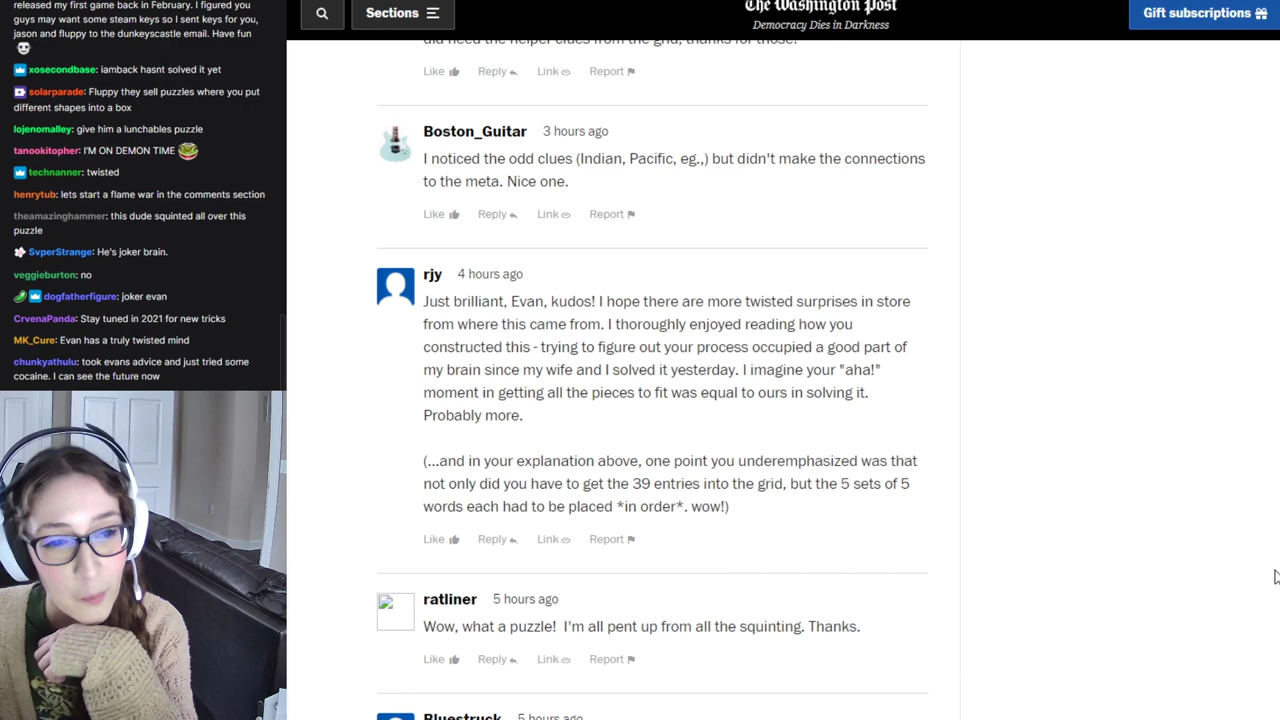 released my first game back in February. I figured you
guys may want some steam keys so I sent keys for you,
jason and fluppy to the dunkeyscastle email. Have fun
xosecondbase: iamback hasnt solved it yet
solarparade: Fluppy they sell puzzles where you put
different shapes into a box
lojenomalley: give him a lunchables puzzle
tanookitopher: I'M ON DEMON TIME
technanner: twisted
henrytub: lets start a flame war in the comments section
theamazinghammer: this dude squinted all over this
puzzle
SvperStrange: He's joker brain.
veggieburton: no
dogfatherfigure: joker evan
CrvenaPanda: Stay tuned in 2021 for new tricks
MK_Cure: Evan has a truly twisted mind
chunkyathulu: took evans advice and just tried some
cocaine. I can see the future now
Sections
The Washington Post
Democracy Dies in Darkness
Gift subscriptions
did need the helper clues from the grid, thanks for those!
Like Reply Link Report
Boston_Guitar 3 hours ago
I noticed the odd clues (Indian, Pacific, eg.,) but didn't make the connections
to the meta. Nice one.
Like Reply Link Report
rjy 4 hours ago
Just brilliant, Evan, kudos! I hope there are more twisted surprises in store
from where this came from. I thoroughly enjoyed reading how you
constructed this - trying to figure out your process occupied a good part of
my brain since my wife and I solved it yesterday. I imagine your "aha!"
moment in getting all the pieces to fit was equal to ours in solving it.
Probably more.
(...and in your explanation above, one point you underemphasized was that
not only did you have to get the 39 entries into the grid, but the 5 sets of 5
words each had to be placed *in order*. wow!)
Like Reply Link Report
ratliner 5 hours ago
Wow, what a puzzle! I'm all pent up from all the squinting. Thanks.
Like Reply Link Report
Bluestruck 5 hours ago